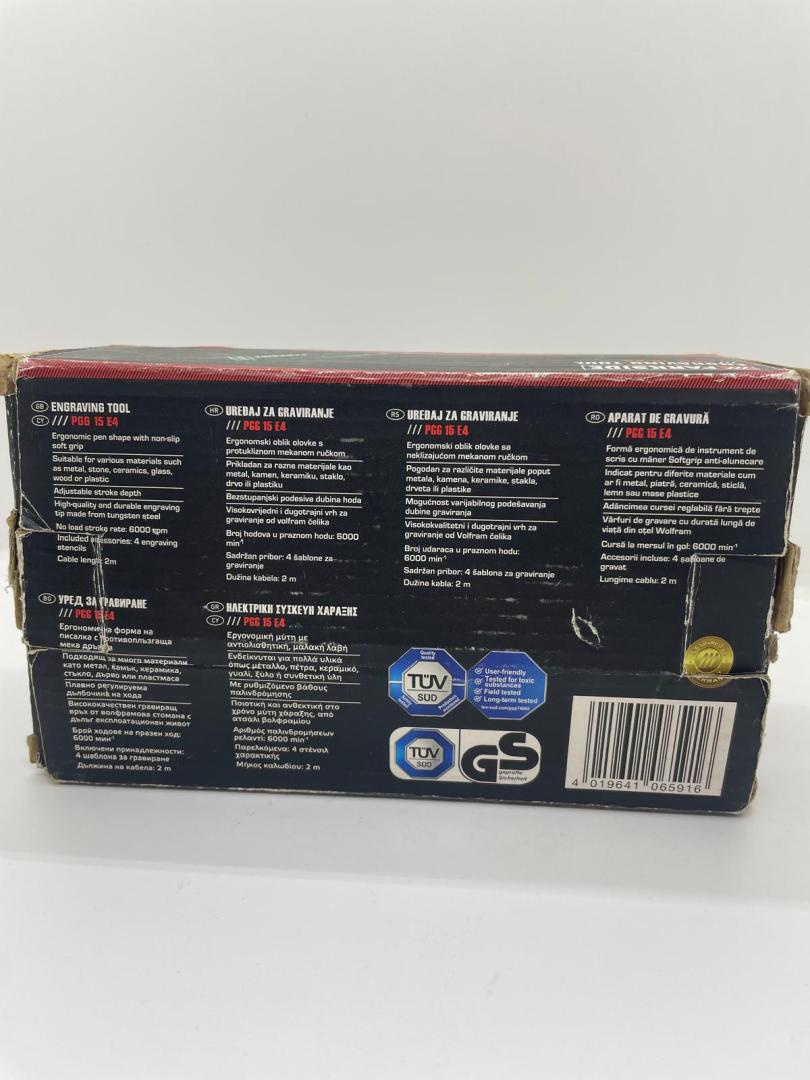 PARKSIDE
GB ENGRAVING TOOL
CY /// PGG 15 E4
Ergonomic pen shape with non-slip
soft grip
Suitable for various materials such
as metal, stone, ceramics, glass,
wood or plastic
Adjustable stroke depth
High-quality and durable engraving
tip made from tungsten steel
No load stroke rate: 6000 rpm
Included accessories: 4 engraving
stencils
Cable length 2m
HR UREĐAJ ZA GRAVIRANJE
/// PGG 15 E4
Ergonomski oblik olovke s
protukliznom mekanom ručkom
Prikladan za razne materijale kao
metal, kamen, keramiku, staklo,
drvo ili plastiku
Bezstupanjski podesiva dubina hoda
Visokovrijedni i dugotrajni vrh za
graviranje od volfram čelika
Broj hodova u praznom hodu: 6000
min⁻¹
Sadržan pribor: 4 šablone za
graviranje
Dužina kabela: 2 m
RS UREĐAJ ZA GRAVIRANJE
/// PGG 15 E4
Ergonomski oblik olovke sa
neklizajućom mekanom ručkom
Pogodan za različite materijale poput
metala, kamena, keramike, stakla,
drveta ili plastike
Mogućnost varijabilnog podešavanja
dubine graviranja
Visokokvalitetni i dugotrajni vrh za
graviranje od Volfram čelika
Broj udaraca u praznom hodu:
6000 min⁻¹
Sadržan pribor: 4 šablona za
graviranje
Dužina kabla: 2 m
RO APARAT DE GRAVURĂ
/// PGG 15 E4
Formă ergonomică de instrument de
scris cu mâner Softgrip anti-alunecare
Indicat pentru diferite materiale cum
ar fi metal, piatră, ceramică, sticlă,
lemn sau mase plastice
Adâncimea cursei reglabilă fără trepte
Vârfuri de gravare cu durată lungă de
viață din oțel Wolfram
Cursă la mersul în gol: 6000 min⁻¹
Accesorii incluse: 4 șabloane de
gravat
Lungime cablu: 2 m
BG УРЕД ЗА ГРАВИРАНЕ
/// PGG 15 E4
Ергономична форма на
писалка с противоплъзгаща
мека дръжка
Подходящ за много материали
като метал, камък, керамика,
стъкло, дърво или пластмаса
Плавно регулируема
дълбочина на хода
Висококачествен гравиращ
връх от волфрамова стомана с
дълъг експлоатационен живот
Брой ходове на празен ход:
6000 мин⁻¹
Включени принадлежности:
4 шаблона за гравиране
Дължина на кабела: 2 m
GR ΗΛΕΚΤΡΙΚΗ ΣΥΣΚΕΥΗ ΧΑΡΑΞΗΣ
CY /// PGG 15 E4
Εργονομική μύτη με
αντιολισθητική, μαλακή λαβή
Ενδείκνυται για πολλά υλικά
όπως μέταλλο, πέτρα, κεραμικό,
γυαλί, ξύλο ή συνθετική ύλη
Με ρυθμιζόμενο βάθους
παλινδρόμησης
Ποιοτική και ανθεκτική στο
χρόνο μύτη χάραξης, από
ατσάλι βολφραμίου
Αριθμός παλινδρομήσεων
ρελαντί: 6000 min⁻¹
Παρελκόμενα: 4 στένσιλ
χαρακτικής
Μήκος καλωδίου: 2 m
Quality
tested
TÜV
SÜD
User-friendly
Tested for toxic
substances
Field tested
Long-term tested
TÜV
SÜD
GS
geprüfte
Sicherheit
4 019641 065916